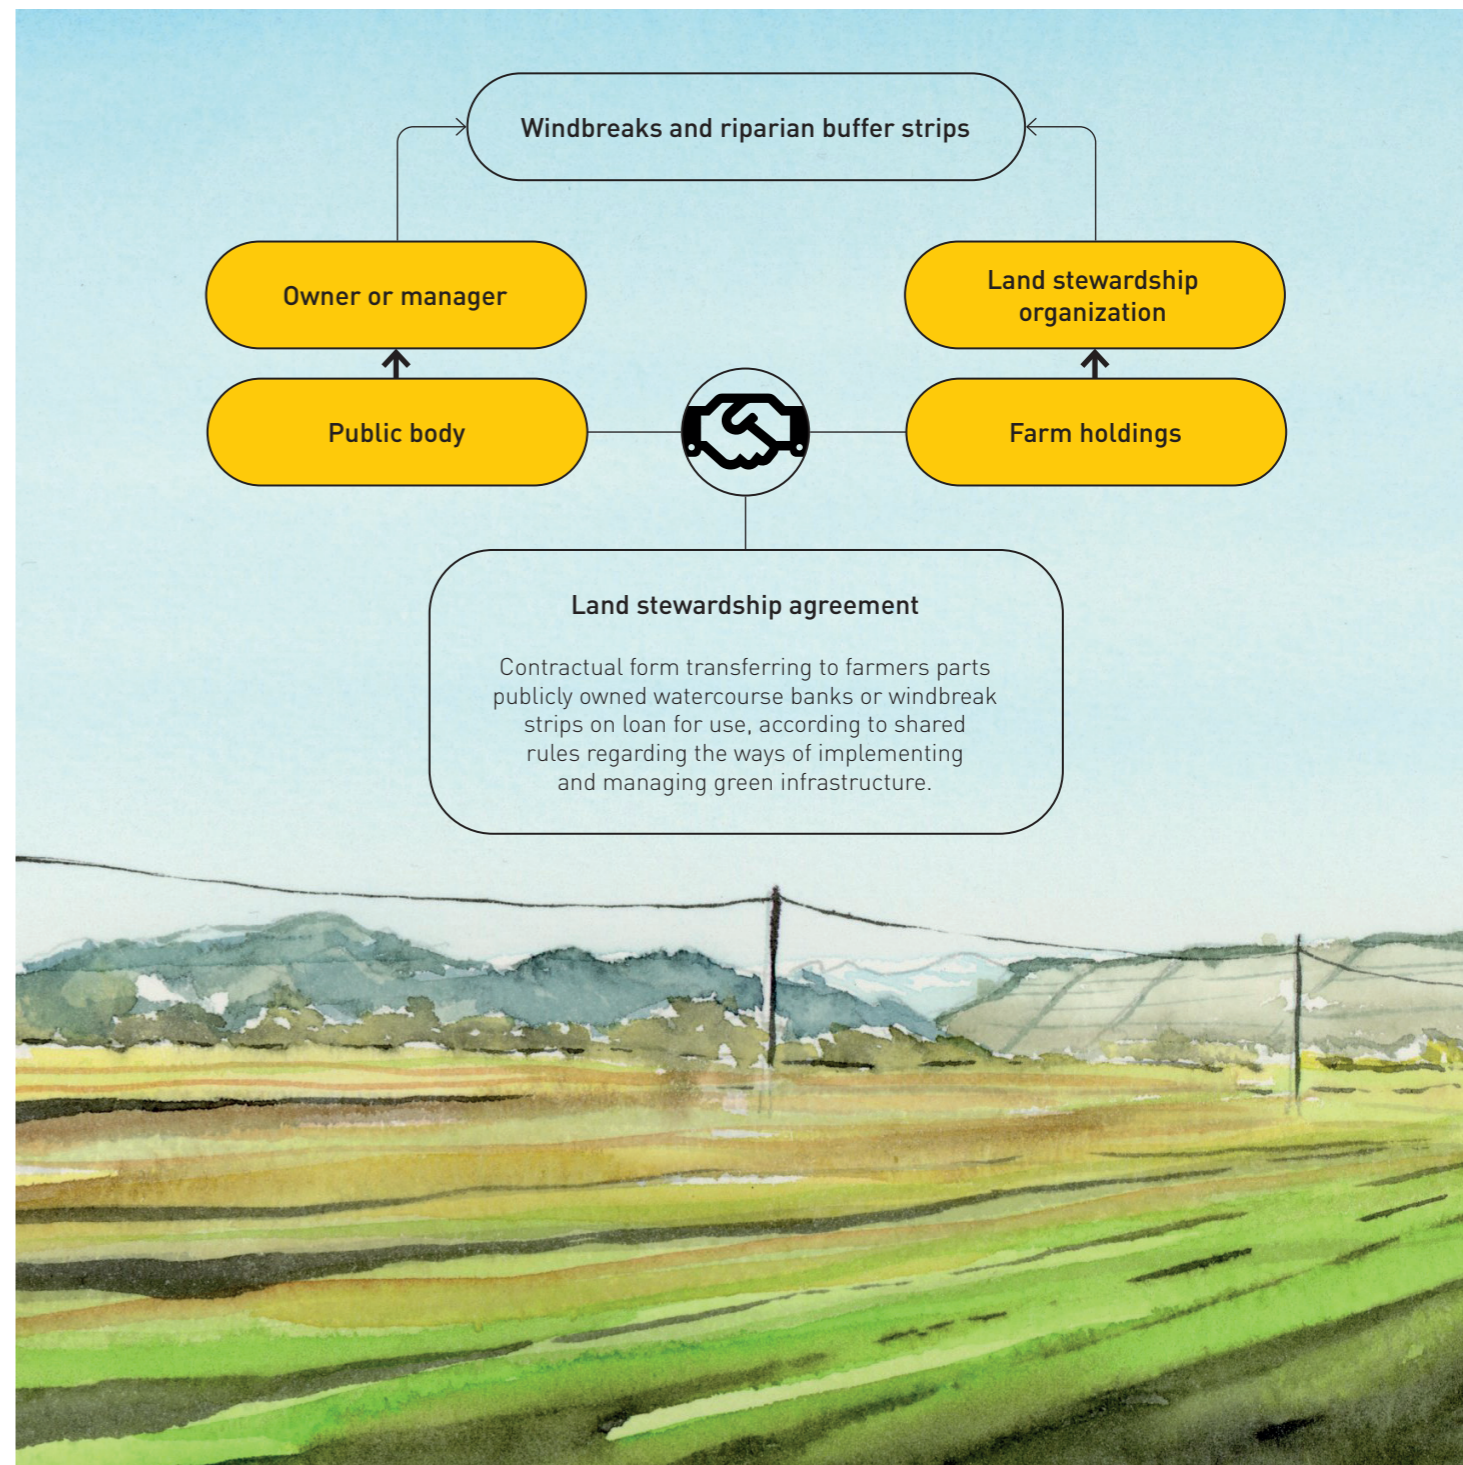 Windbreaks and riparian buffer strips
Owner or manager
Land stewardship
organization
Public body
Farm holdings
Land stewardship agreement
Contractual form transferring to farmers parts
publicly owned watercourse banks or windbreak
strips on loan for use, according to shared
rules regarding the ways of implementing
and managing green infrastructure.